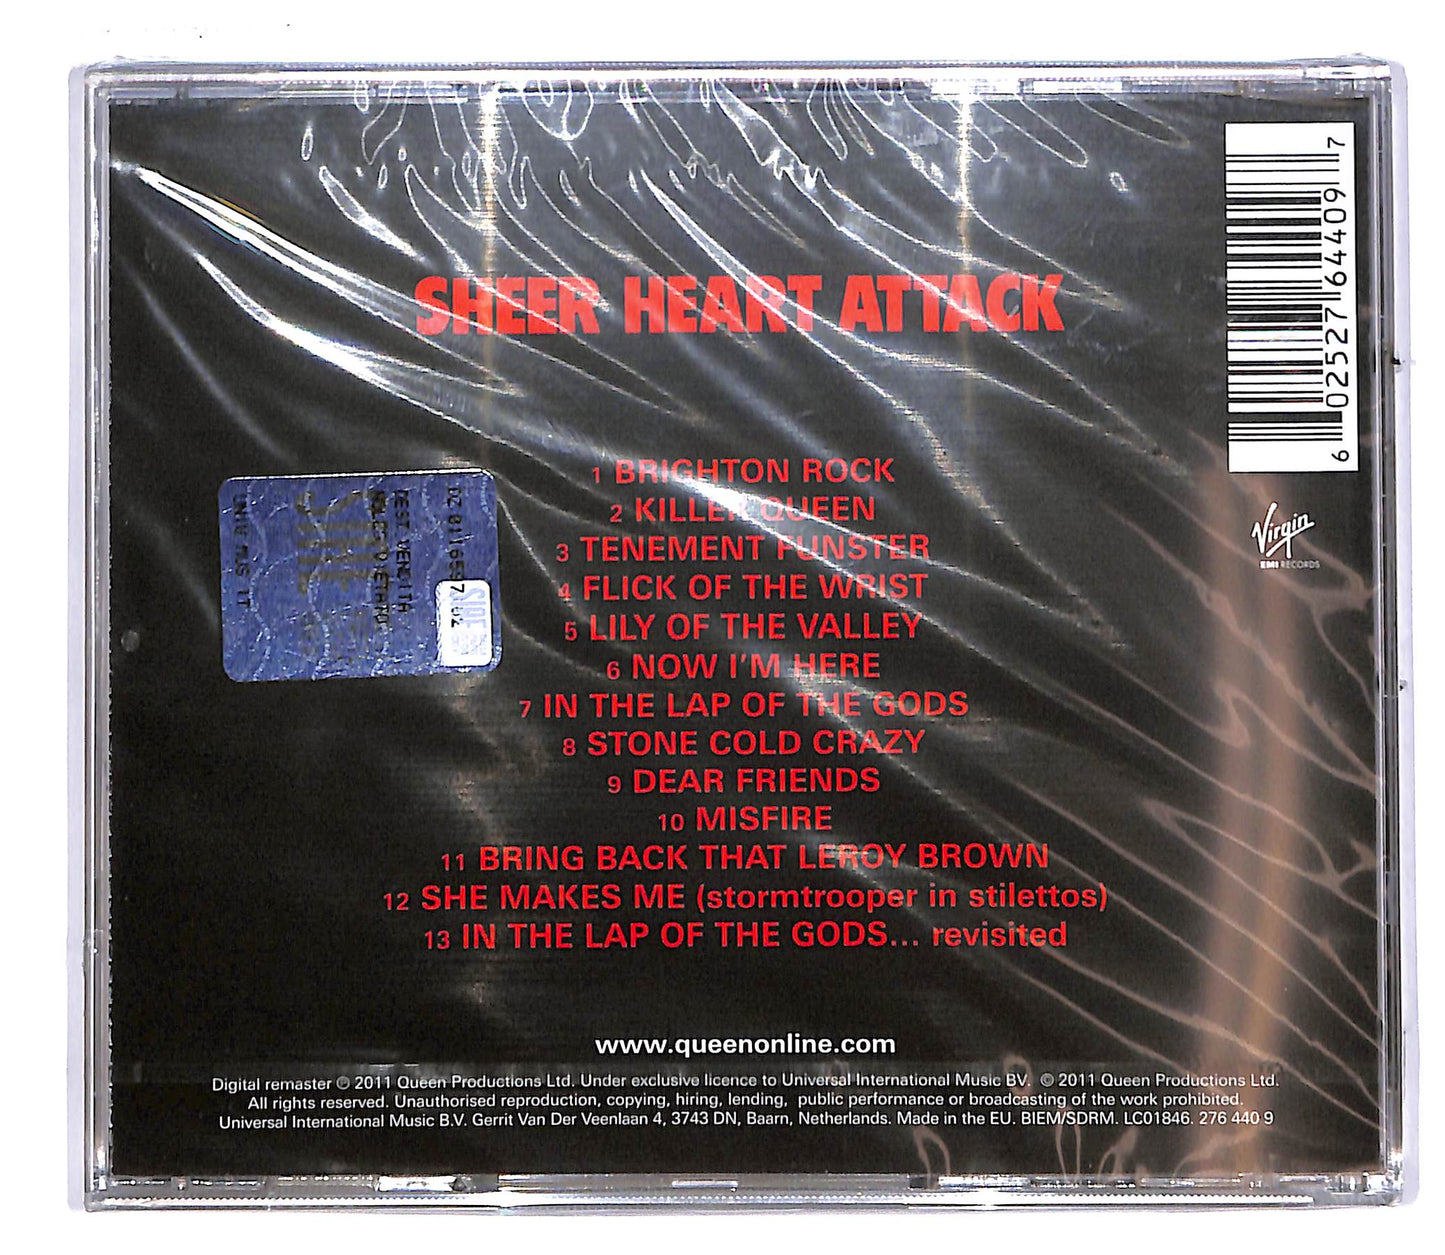 SHEER HEART ATTACK
1 BRIGHTON ROCK
2 KILLER QUEEN
3 TENEMENT FUNSTER
4 FLICK OF THE WRIST
5 LILY OF THE VALLEY
6 NOW I'M HERE
7 IN THE LAP OF THE GODS
8 STONE COLD CRAZY
9 DEAR FRIENDS
10 MISFIRE
11 BRING BACK THAT LEROY BROWN
12 SHE MAKES ME (stormtrooper in stilettos)
13 IN THE LAP OF THE GODS... revisited
www.queenonline.com
Digital remaster ℗ 2011 Queen Productions Ltd. Under exclusive licence to Universal International Music BV. © 2011 Queen Productions Ltd.
All rights reserved. Unauthorised reproduction, copying, hiring, lending, public performance or broadcasting of the work prohibited.
Universal International Music B.V. Gerrit Van Der Veenlaan 4, 3743 DN, Baarn, Netherlands. Made in the EU. BIEM/SDRM. LC01846. 276 440 9
6 02527 64409 7
Virgin
EMI RECORDS
DEST VENDITA
UNIV MUS IT
SIAE